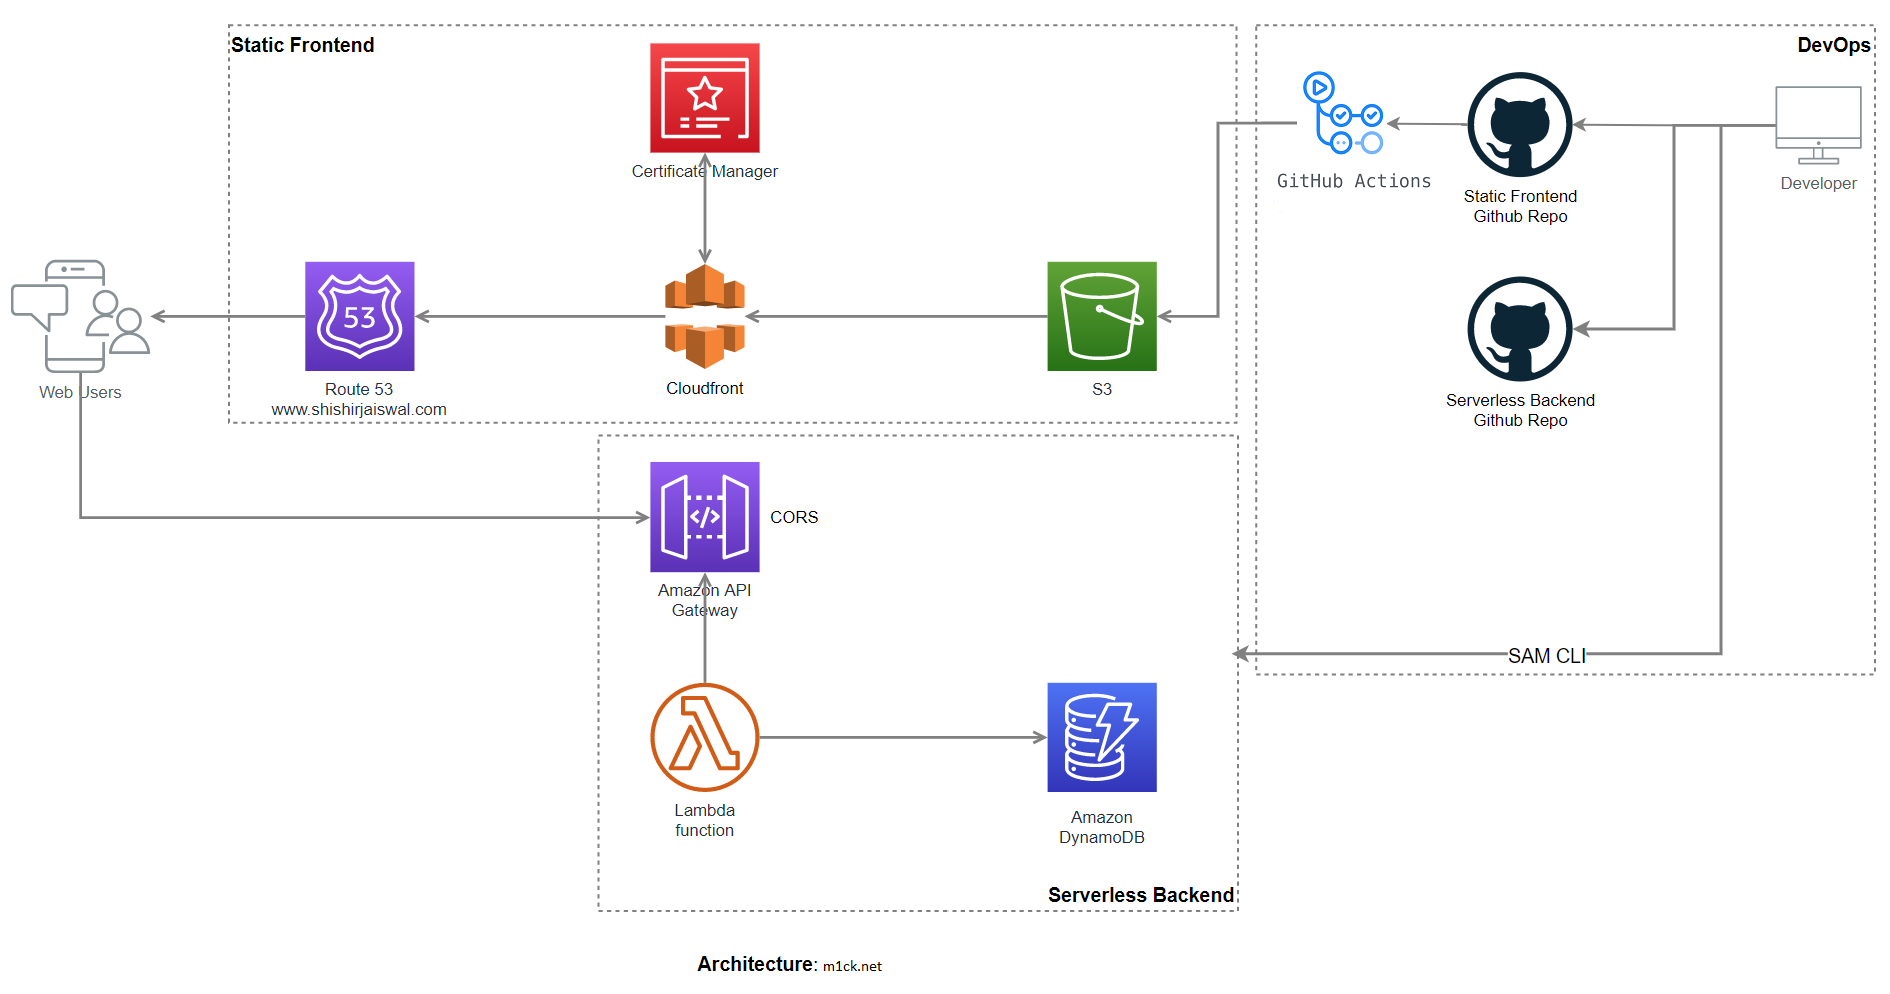 Static Frontend
DevOps
Certificate Manager
GitHub Actions
Static Frontend
Github Repo
Developer
Web Users
53
Route 53
www.shishirjaiswal.com
Cloudfront
S3
Serverless Backend
Github Repo
</>
CORS
Amazon API
Gateway
SAM CLI
Lambda
function
Amazon
DynamoDB
Serverless Backend
Architecture: m1ck.net